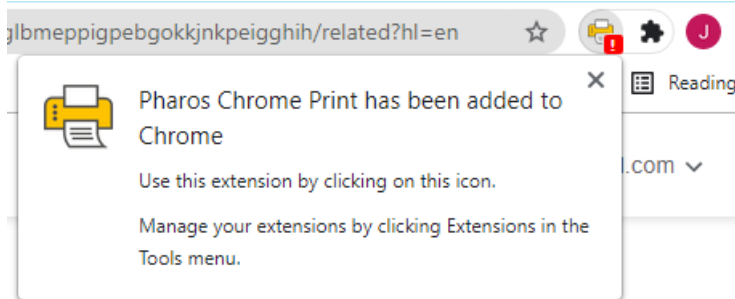 glbmeppigpebgokkjnkpeigghih/related?hl=en
!
J
Pharos Chrome Print has been added to
Chrome
Use this extension by clicking on this icon.
Manage your extensions by clicking Extensions in the
Tools menu.
Reading
.com